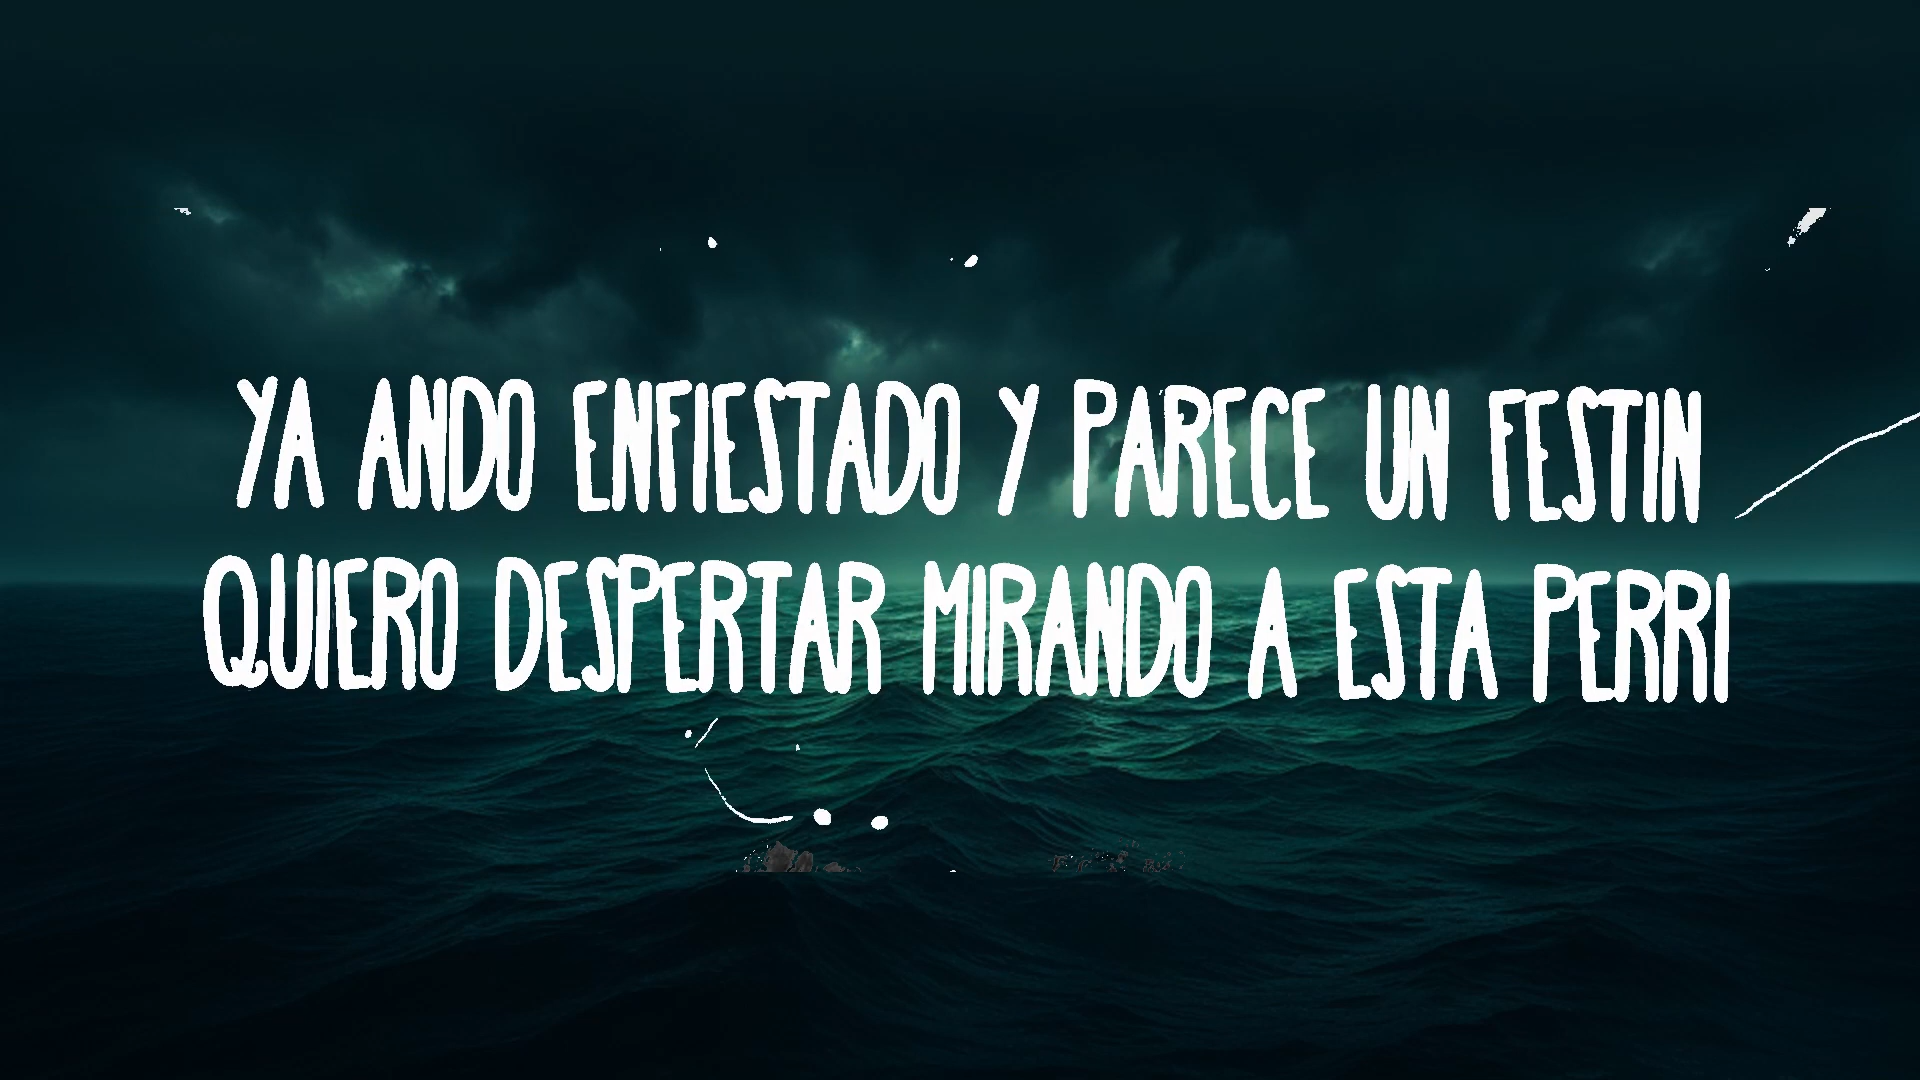 YA ANDO ENFIESTADO Y PARECE UN FESTIN
QUIERO DESPERTAR MIRANDO A ESTA PERRI